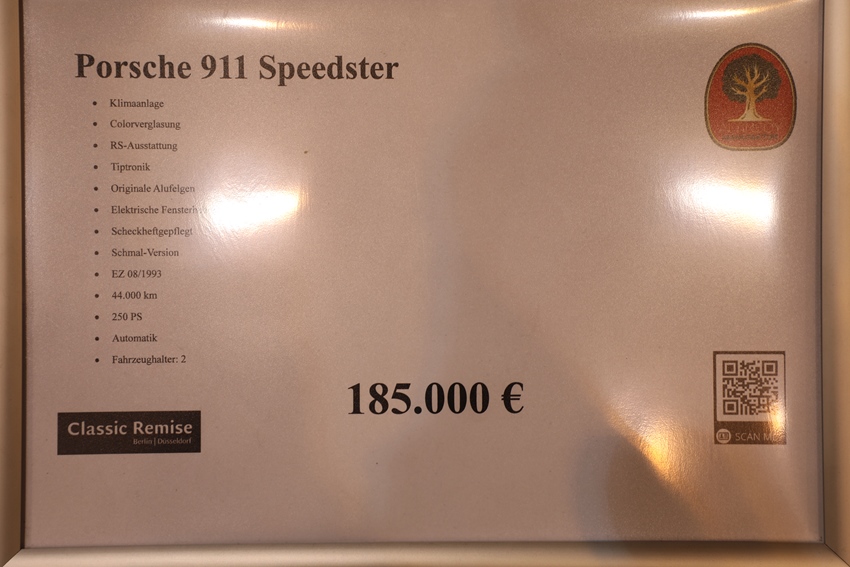 Porsche 911 Speedster
Klimaanlage
Colorverglasung
RS-Ausstattung
Tiptronik
Originale Alufelgen
Elektrische
Scheckheftgepflegt
Schmal-Version
EZ 08/1993
44.000 km
250 PS
Automatik
Fahrzeughalter: 2
185.000 €
Classic Remise
Berlin | Düsseldorf
SCAN ME